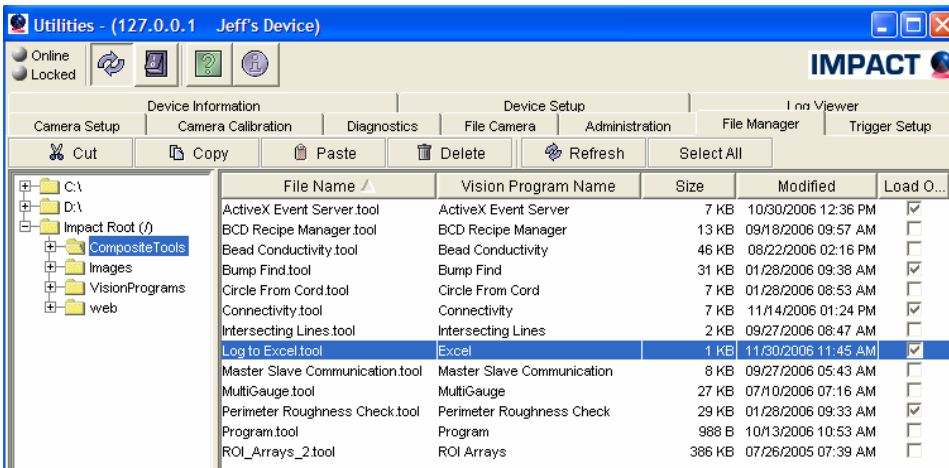 Utilities - (127.0.0.1 Jeff's Device)
Online
Locked
IMPACT
Device Information Device Setup Log Viewer
Camera Setup Camera Calibration Diagnostics File Camera Administration File Manager Trigger Setup
Cut Copy Paste Delete Refresh Select All
C:\
D:\
Impact Root (/)
CompositeTools
Images
VisionPrograms
web
File Name Vision Program Name Size Modified Load O...
ActiveX Event Server.tool ActiveX Event Server 7 KB 10/30/2006 12:36 PM
BCD Recipe Manager.tool BCD Recipe Manager 13 KB 09/18/2006 09:57 AM
Bead Conductivity.tool Bead Conductivity 46 KB 08/22/2006 02:16 PM
Bump Find.tool Bump Find 31 KB 01/28/2006 09:38 AM
Circle From Cord.tool Circle From Cord 7 KB 01/28/2006 08:53 AM
Connectivity.tool Connectivity 7 KB 11/14/2006 01:24 PM
Intersecting Lines.tool Intersecting Lines 2 KB 09/27/2006 08:47 AM
Log to Excel.tool Excel 1 KB 11/30/2006 11:45 AM
Master Slave Communication.tool Master Slave Communication 8 KB 09/27/2006 05:43 AM
MultiGauge.tool MultiGauge 27 KB 07/10/2006 07:16 AM
Perimeter Roughness Check.tool Perimeter Roughness Check 29 KB 01/28/2006 09:33 AM
Program.tool Program 988 B 10/13/2006 10:53 AM
ROI_Arrays_2.tool ROI Arrays 386 KB 07/26/2005 07:39 AM